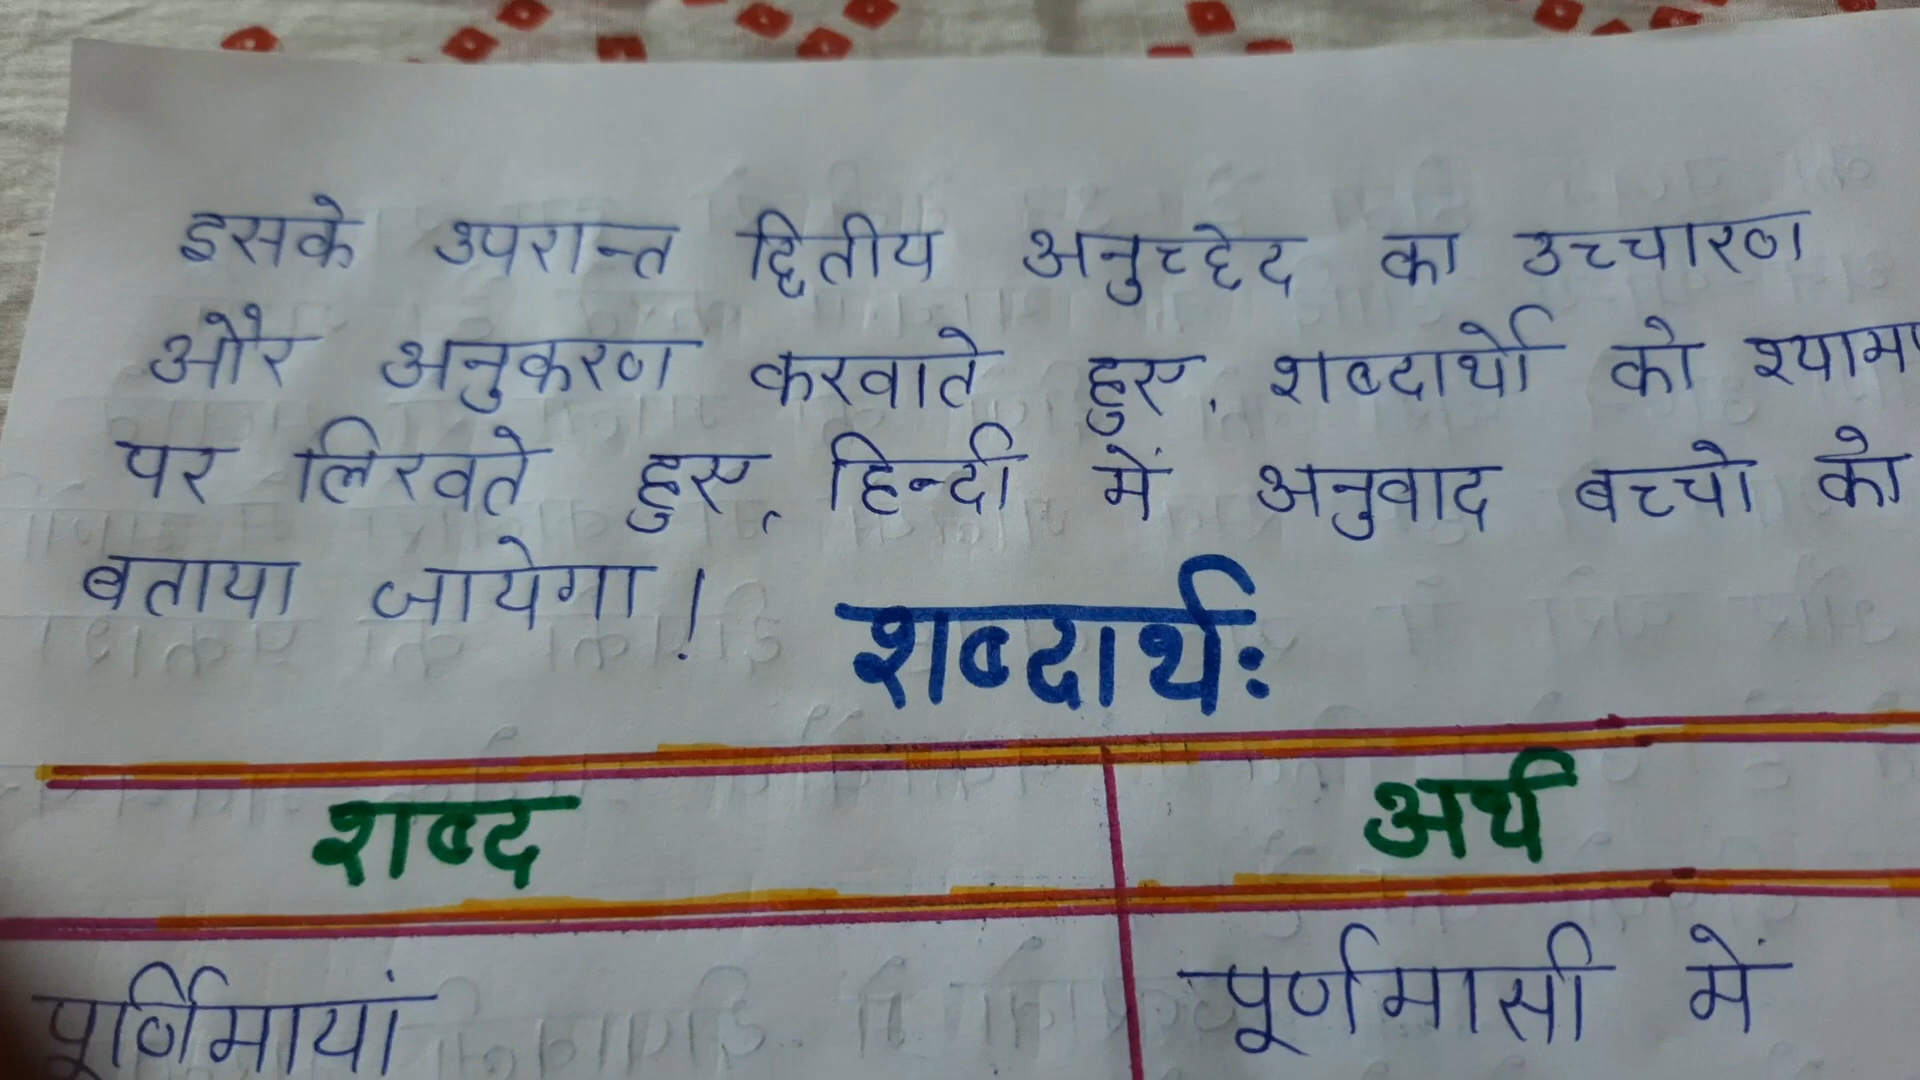 इसके उपरान्त द्वितीय अनुच्छेद का उच्चारण
और अनुकरण करवाते हुए, शब्दार्थो को
पर लिखते हुए, हिन्दी में अनुवाद बच्चो को
बताया जायेगा!
शब्दार्थ:
शब्द अर्थ
पूर्णिमायां पूर्णमासी में